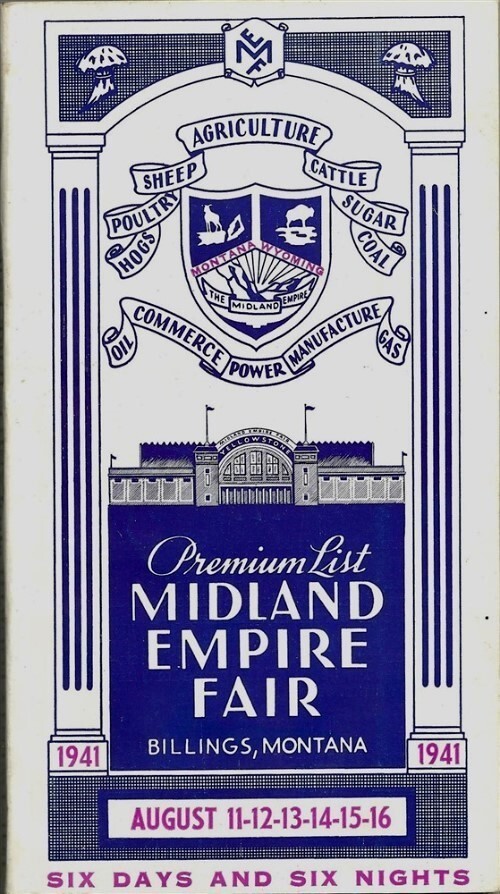 MEF
AGRICULTURE
SHEEP CATTLE
POULTRY SUGAR
HOGS COAL
MONTANA WYOMING
THE MIDLAND EMPIRE
OIL COMMERCE POWER MANUFACTURE GAS
MIDLAND EMPIRE FAIR
YELLOWSTONE
Premium List
MIDLAND
EMPIRE
FAIR
BILLINGS, MONTANA
1941 1941
AUGUST 11-12-13-14-15-16
SIX DAYS AND SIX NIGHTS